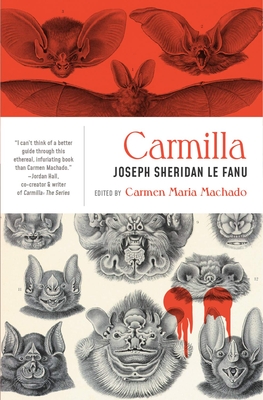 Carmilla
JOSEPH SHERIDAN LE FANU
EDITED BY Carmen Maria Machado
"I can't think of a better
guide through this
ethereal, infuriating book
than Carmen Machado."
—Jordan Hall,
co-creator & writer
of Carmilla: The Series